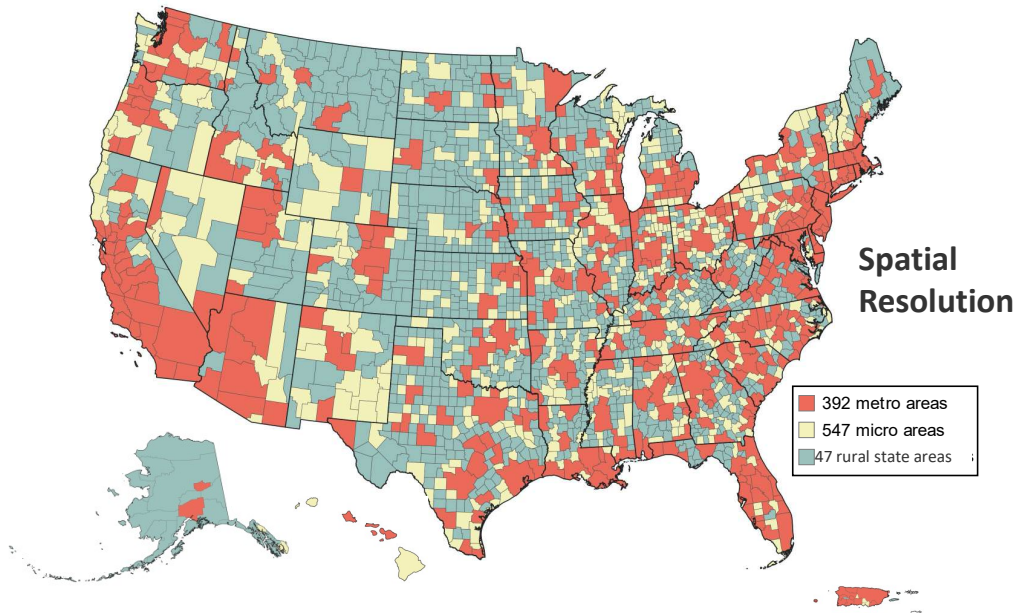 Spatial
Resolution
392 metro areas
547 micro areas
47 rural state areas